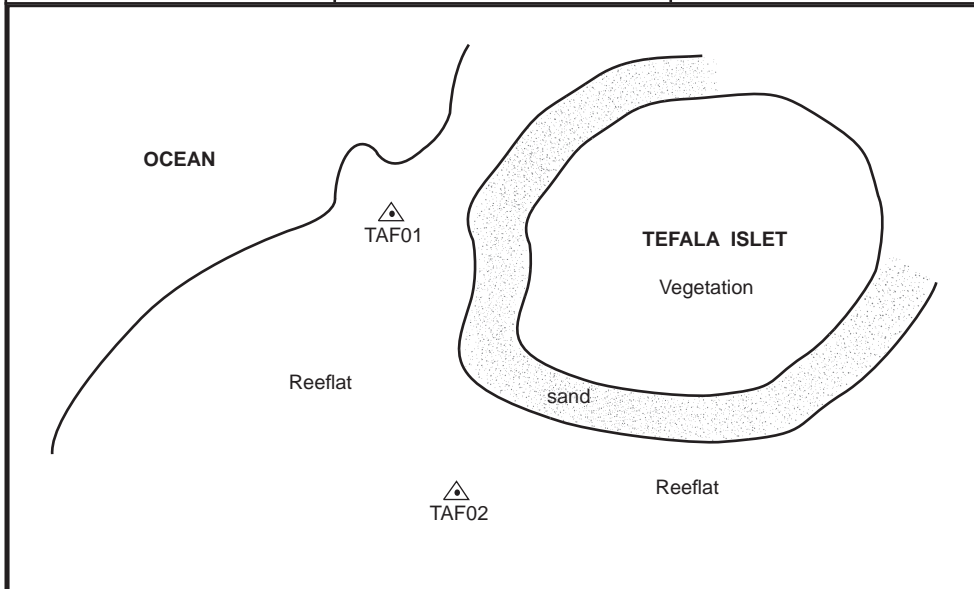 OCEAN
TAF01
TEFALA ISLET
Vegetation
Reeflat
sand
Reeflat
TAF02